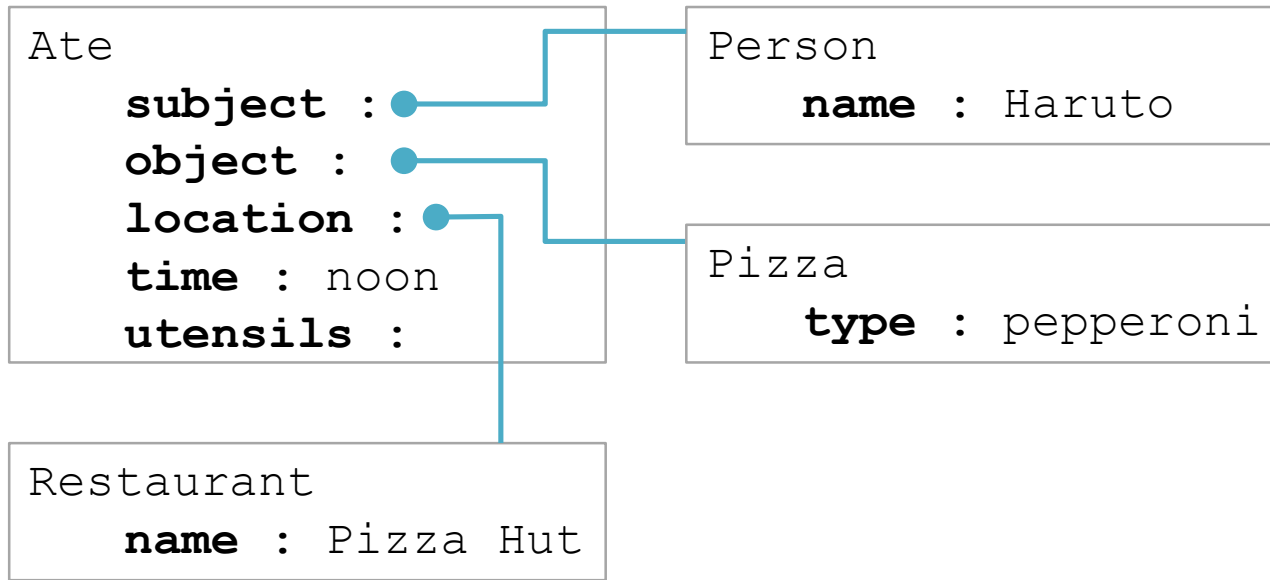 Ate
subject :
object :
location :
time : noon
utensils :
Person
name : Haruto
Pizza
type : pepperoni
Restaurant
name : Pizza Hut